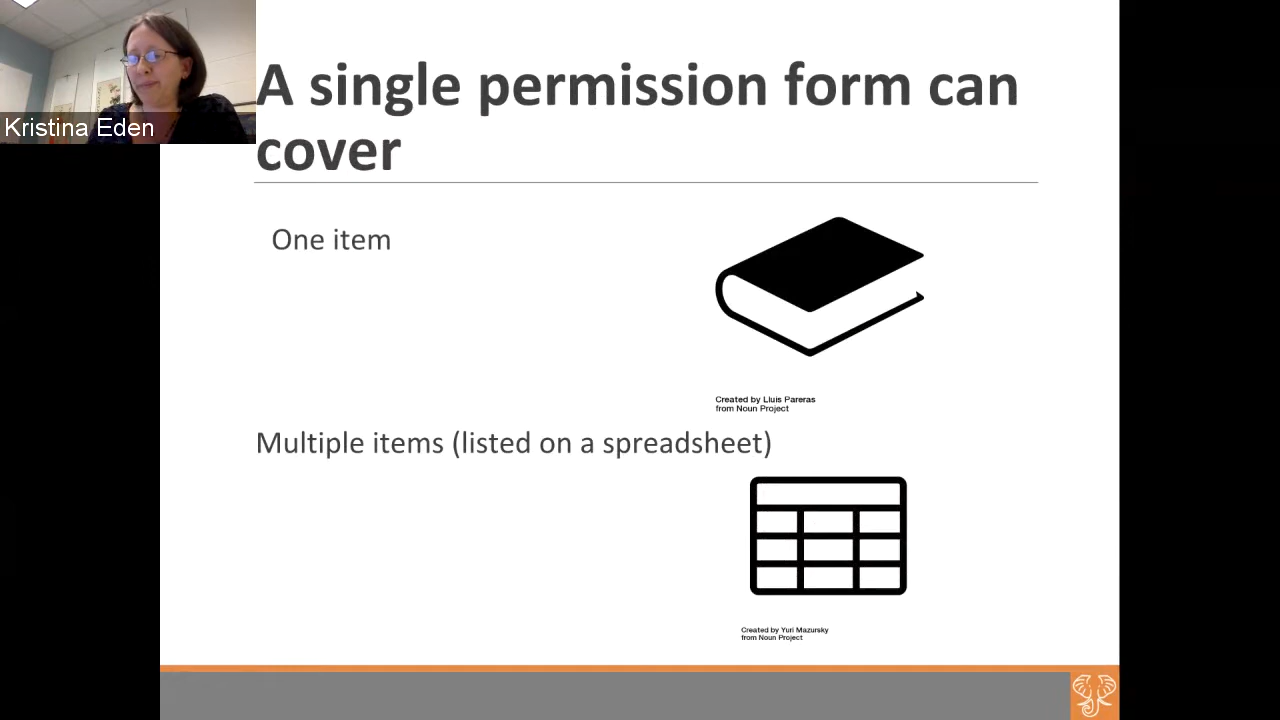 Kristina Eden
A single permission form can
cover
One item
Created by Lluis Pareras
from Noun Project
Multiple items (listed on a spreadsheet)
Created by Yuri Mazursky
from Noun Project